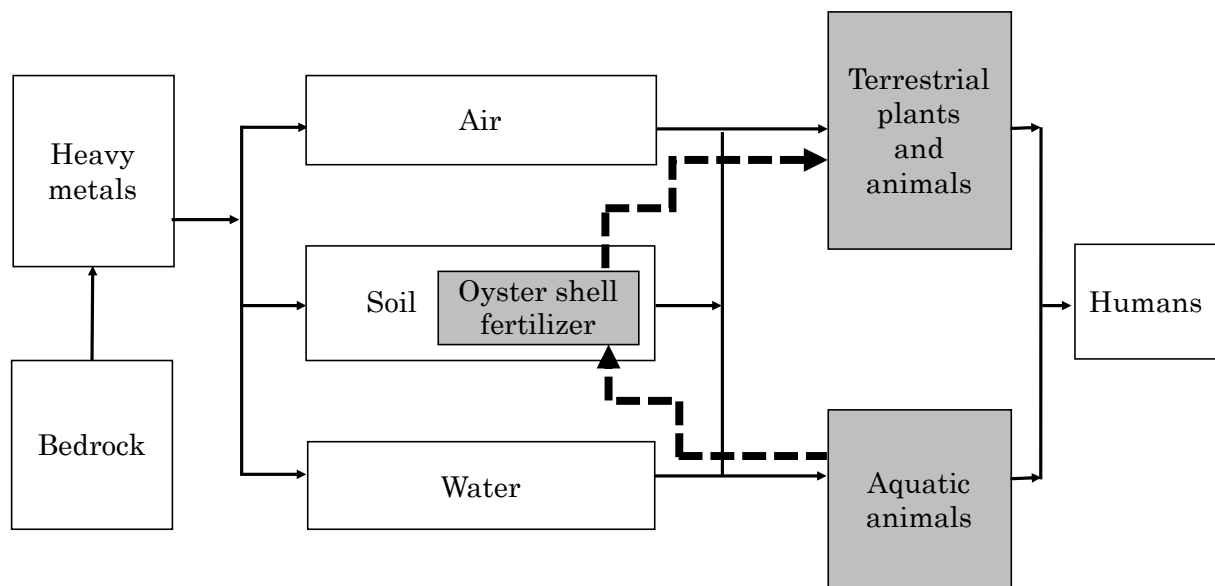 Heavy
metals
Bedrock
Air
Soil
Oyster shell
fertilizer
Water
Terrestrial
plants
and
animals
Aquatic
animals
Humans